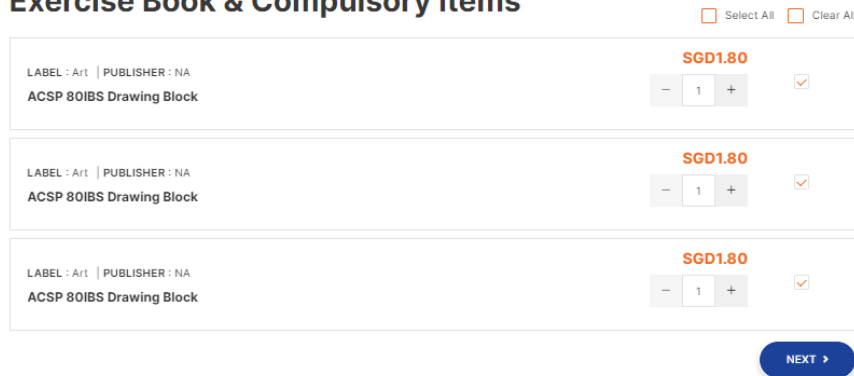 Exercise Book & Compulsory Items
Select All Clear All
SGD1.80
LABEL : Art | PUBLISHER : NA
− 1 +
ACSP 80IBS Drawing Block
SGD1.80
LABEL : Art | PUBLISHER : NA
− 1 +
ACSP 80IBS Drawing Block
SGD1.80
LABEL : Art | PUBLISHER : NA
− 1 +
ACSP 80IBS Drawing Block
NEXT >